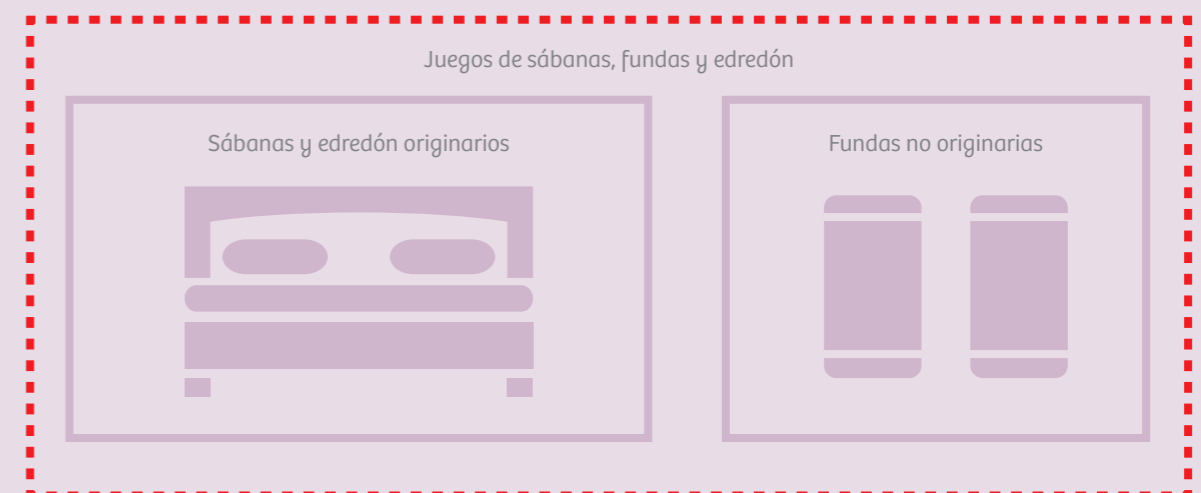 Juegos de sábanas, fundas y edredón
Sábanas y edredón originarios
Fundas no originarias